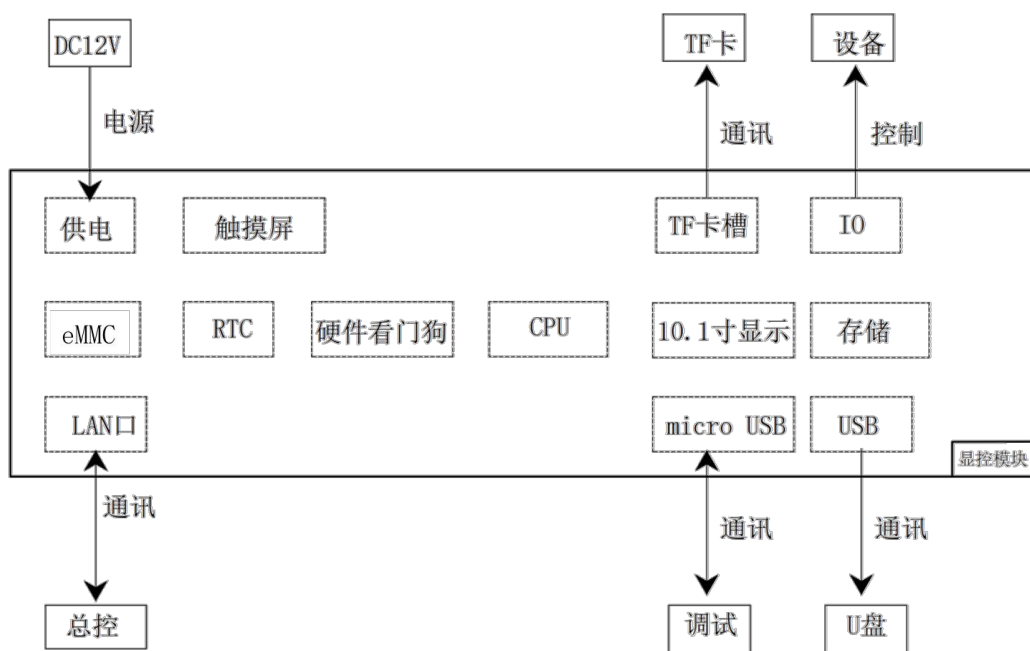 DC12V
TF卡
设备
电源
通讯
控制
供电
触摸屏
TF卡槽
IO
eMMC
RTC
硬件看门狗
CPU
10.1寸显示
存储
LAN口
micro USB
USB
显控模块
通讯
通讯
通讯
总控
调试
U盘